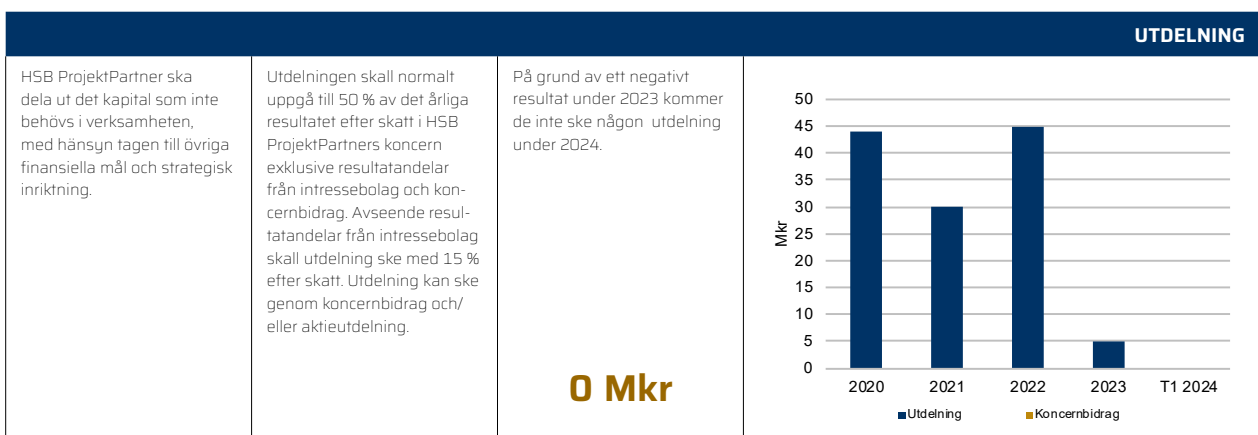 UTDELNING
HSB ProjektPartner ska
dela ut det kapital som inte
behövs i verksamheten,
med hänsyn tagen till övriga
finansiella mål och strategisk
inriktning.
Utdelningen skall normalt
uppgå till 50 % av det årliga
resultatet efter skatt i HSB
ProjektPartners koncern
exklusive resultatandelar
från intressebolag och kon-
cernbidrag. Avseende resul-
tatandelar från intressebolag
skall utdelning ske med 15 %
efter skatt. Utdelning kan ske
genom koncernbidrag och/
eller aktieutdelning.
På grund av ett negativt
resultat under 2023 kommer
de inte ske någon utdelning
under 2024.
0 Mkr
Mkr
50
45
40
35
30
25
20
15
10
5
0
2020 2021 2022 2023 T1 2024
Utdelning Koncernbidrag